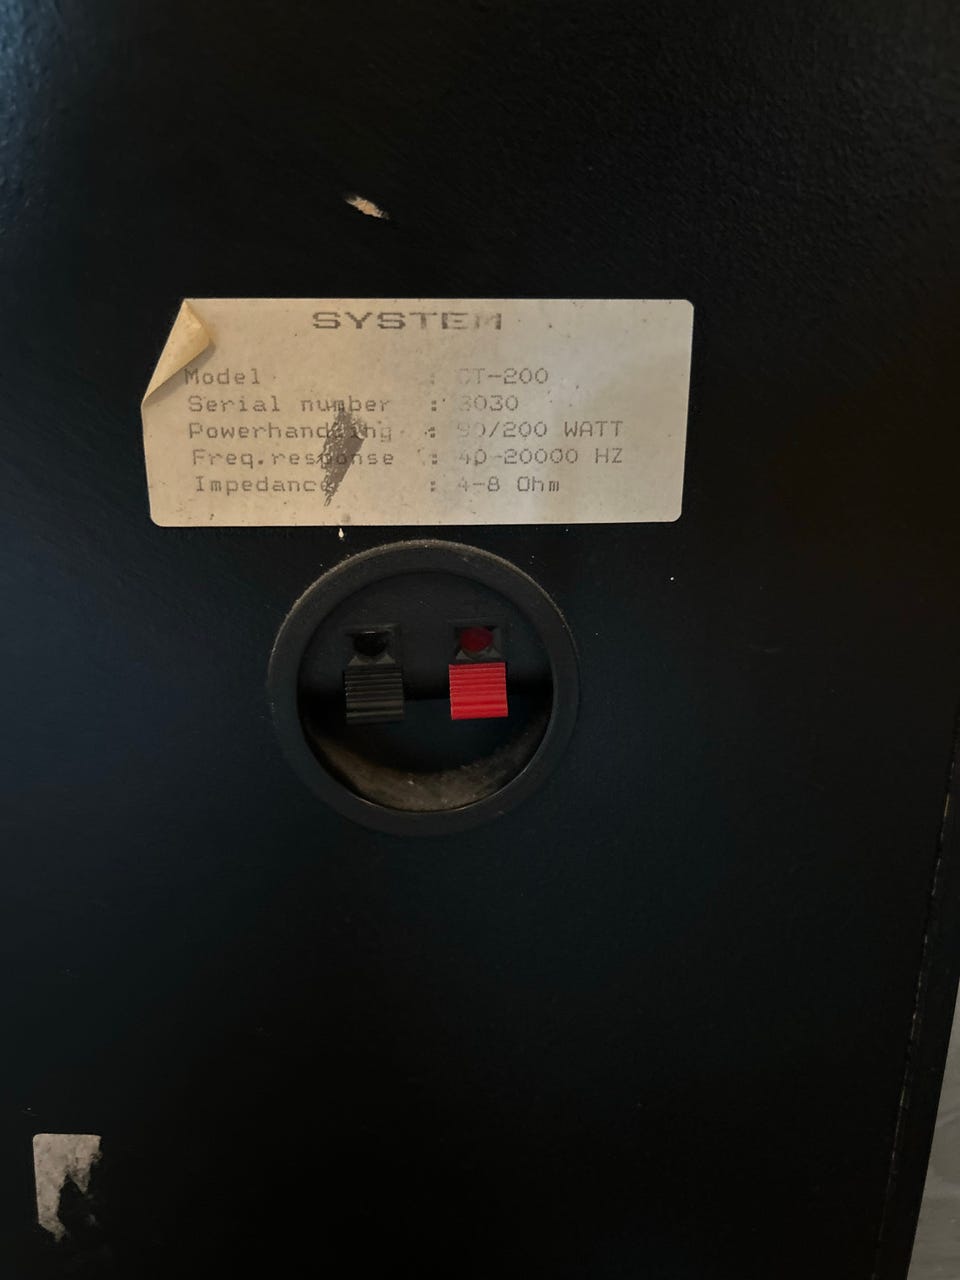 SYSTEM
Model : CT-200
Serial number : 3030
Powerhandling : 90/200 WATT
Freq.response : 40-20000 HZ
Impedance : 4-8 Ohm